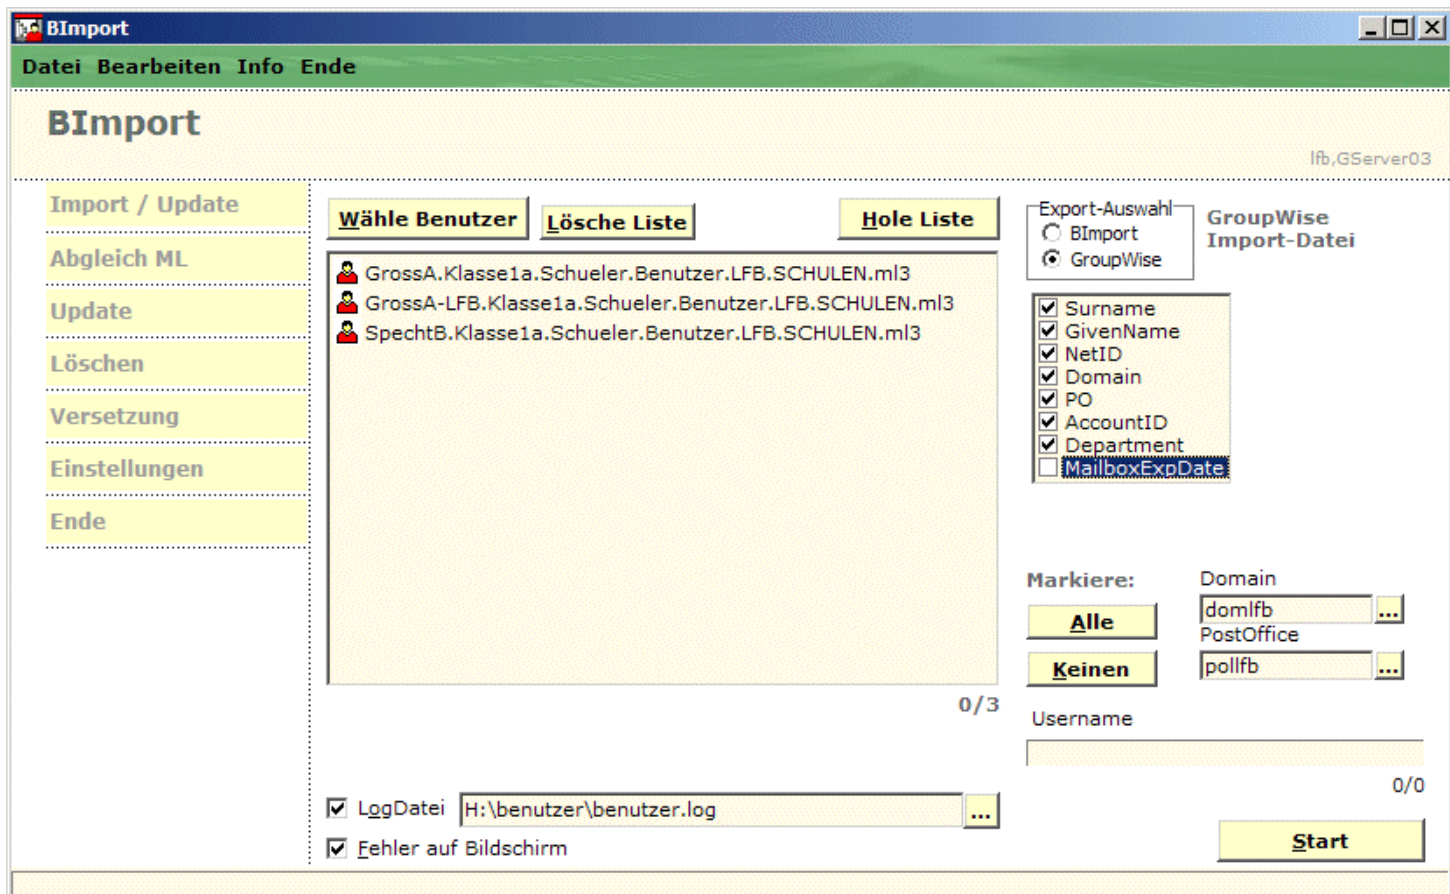 BImport
Datei Bearbeiten Info Ende
BImport
lfb,GServer03
Import / Update
Abgleich ML
Update
Löschen
Versetzung
Einstellungen
Ende
Wähle Benutzer
Lösche Liste
Hole Liste
GrossA.Klasse1a.Schueler.Benutzer.LFB.SCHULEN.ml3
GrossA-LFB.Klasse1a.Schueler.Benutzer.LFB.SCHULEN.ml3
SpechtB.Klasse1a.Schueler.Benutzer.LFB.SCHULEN.ml3
0/3
LogDatei
H:\benutzer\benutzer.log
...
Fehler auf Bildschirm
Export-Auswahl
BImport
GroupWise
GroupWise
Import-Datei
Surname
GivenName
NetID
Domain
PO
AccountID
Department
MailboxExpDate
Markiere:
Alle
Keinen
Domain
domlfb
...
PostOffice
pollfb
...
Username
0/0
Start